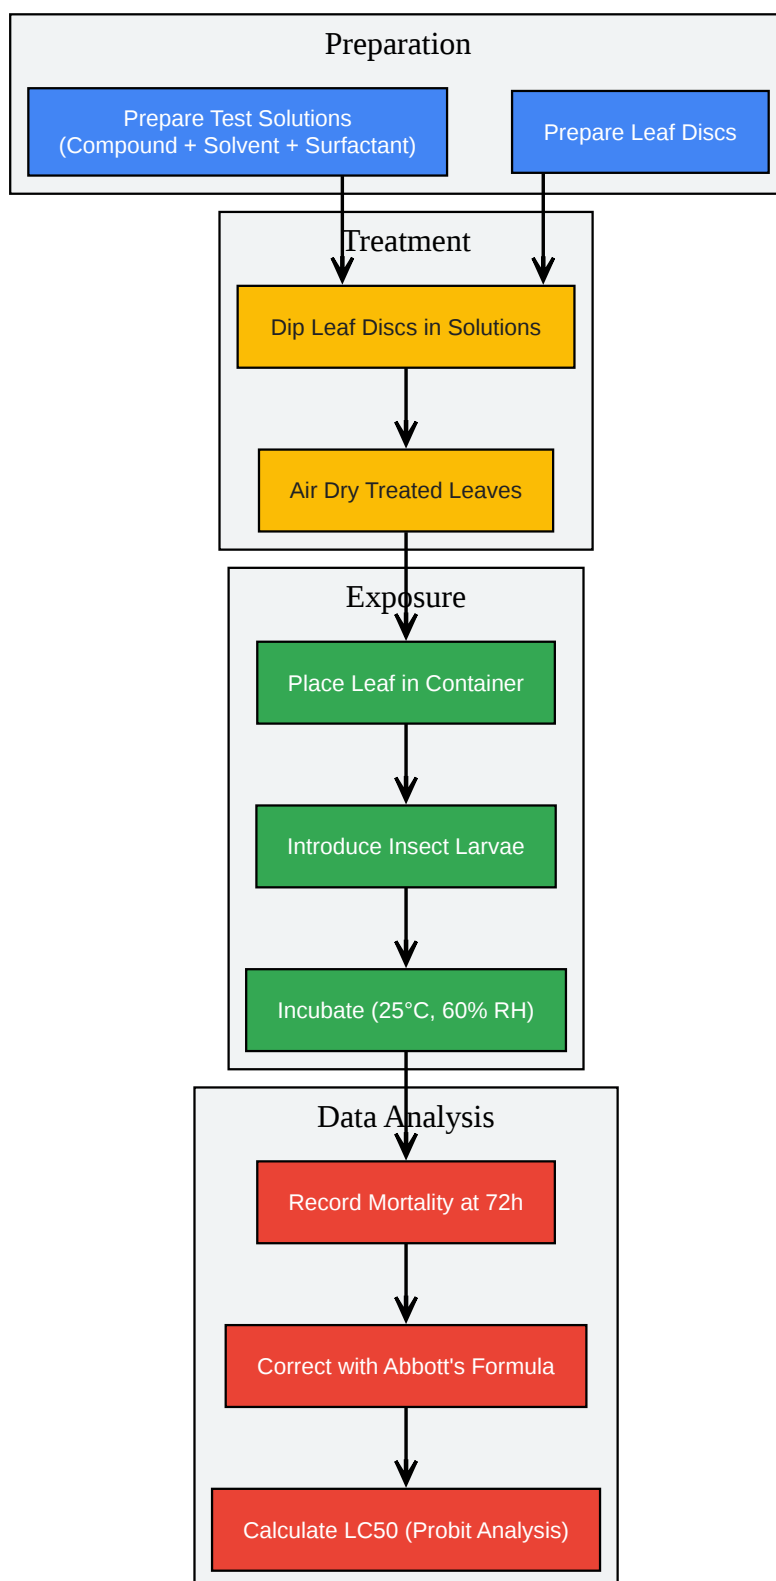 Preparation
Prepare Test Solutions
(Compound + Solvent + Surfactant)
Prepare Leaf Discs
Treatment
Dip Leaf Discs in Solutions
Air Dry Treated Leaves
Exposure
Place Leaf in Container
Introduce Insect Larvae
Incubate (25°C, 60% RH)
Data Analysis
Record Mortality at 72h
Correct with Abbott's Formula
Calculate LC50 (Probit Analysis)